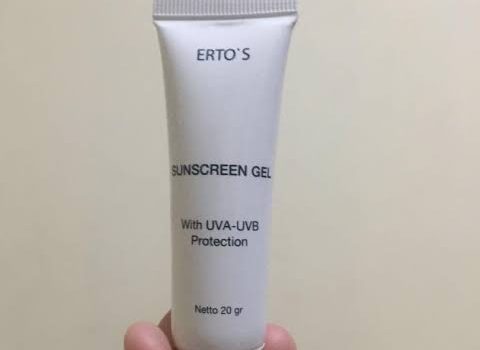 ERTO`S
SUNSCREEN GEL
With UVA-UVB
Protection
Netto 20 gr